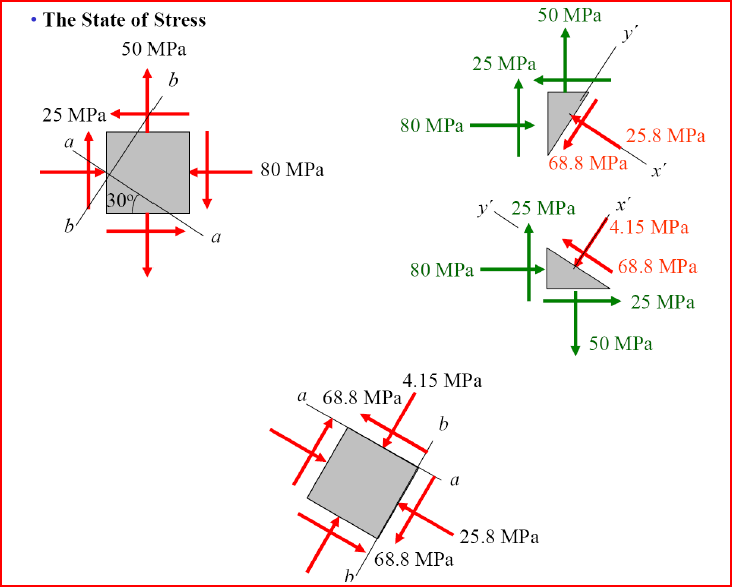 • The State of Stress
50 MPa
b
25 MPa
a
80 MPa
30°
b
a
50 MPa
y′
25 MPa
80 MPa
25.8 MPa
68.8 MPa
x′
y′
25 MPa
x′
4.15 MPa
80 MPa
68.8 MPa
25 MPa
50 MPa
4.15 MPa
a
68.8 MPa
b
a
25.8 MPa
68.8 MPa
b